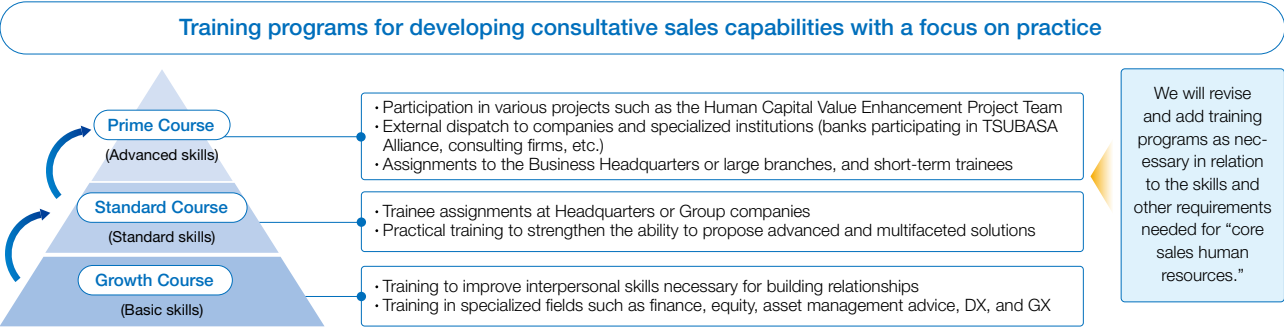 Training programs for developing consultative sales capabilities with a focus on practice
Prime Course
(Advanced skills)
・Participation in various projects such as the Human Capital Value Enhancement Project Team
・External dispatch to companies and specialized institutions (banks participating in TSUBASA
Alliance, consulting firms, etc.)
・Assignments to the Business Headquarters or large branches, and short-term trainees
Standard Course
(Standard skills)
・Trainee assignments at Headquarters or Group companies
・Practical training to strengthen the ability to propose advanced and multifaceted solutions
Growth Course
(Basic skills)
・Training to improve interpersonal skills necessary for building relationships
・Training in specialized fields such as finance, equity, asset management advice, DX, and GX
We will revise
and add training
programs as nec-
essary in relation
to the skills and
other requirements
needed for “core
sales human
resources.”